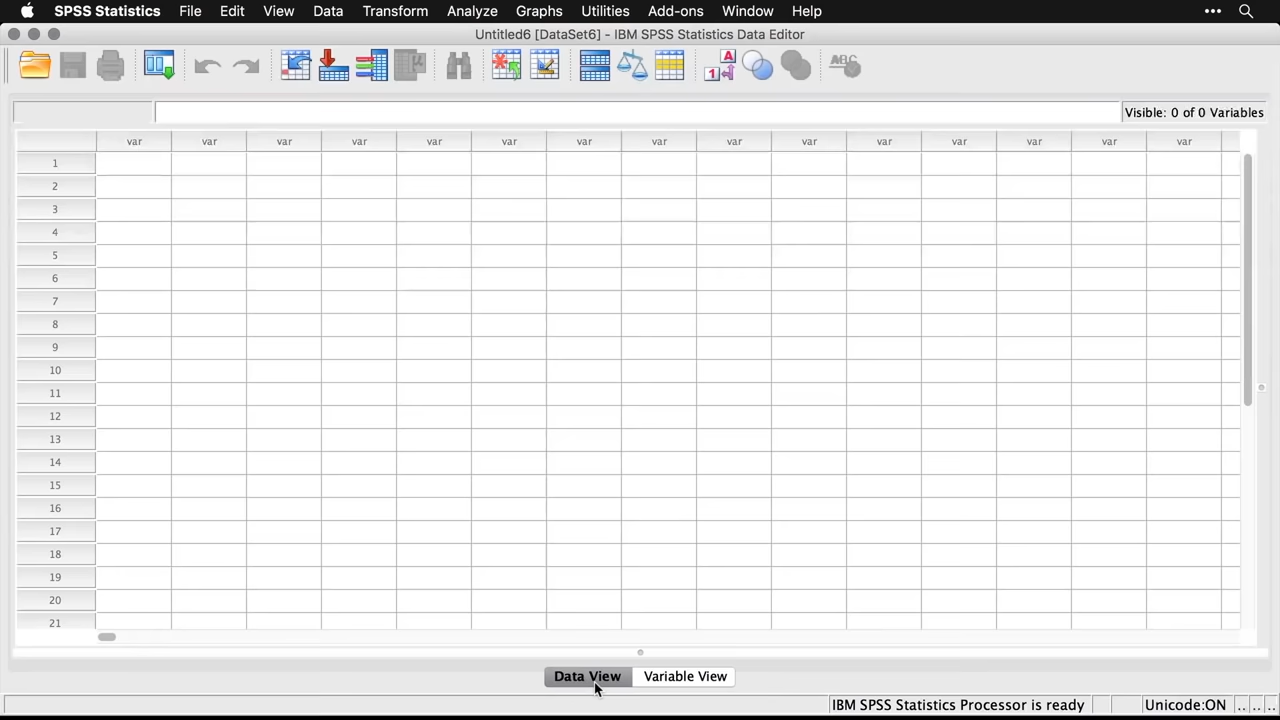 SPSS Statistics File Edit View Data Transform Analyze Graphs Utilities Add-ons Window Help
Untitled6 [DataSet6] - IBM SPSS Statistics Data Editor
A
1
ABC
Visible: 0 of 0 Variables
var var var var var var var var var var var var var var var
1
2
3
4
5
6
7
8
9
10
11
12
13
14
15
16
17
18
19
20
21
Data View Variable View
IBM SPSS Statistics Processor is ready Unicode:ON .. .. ..